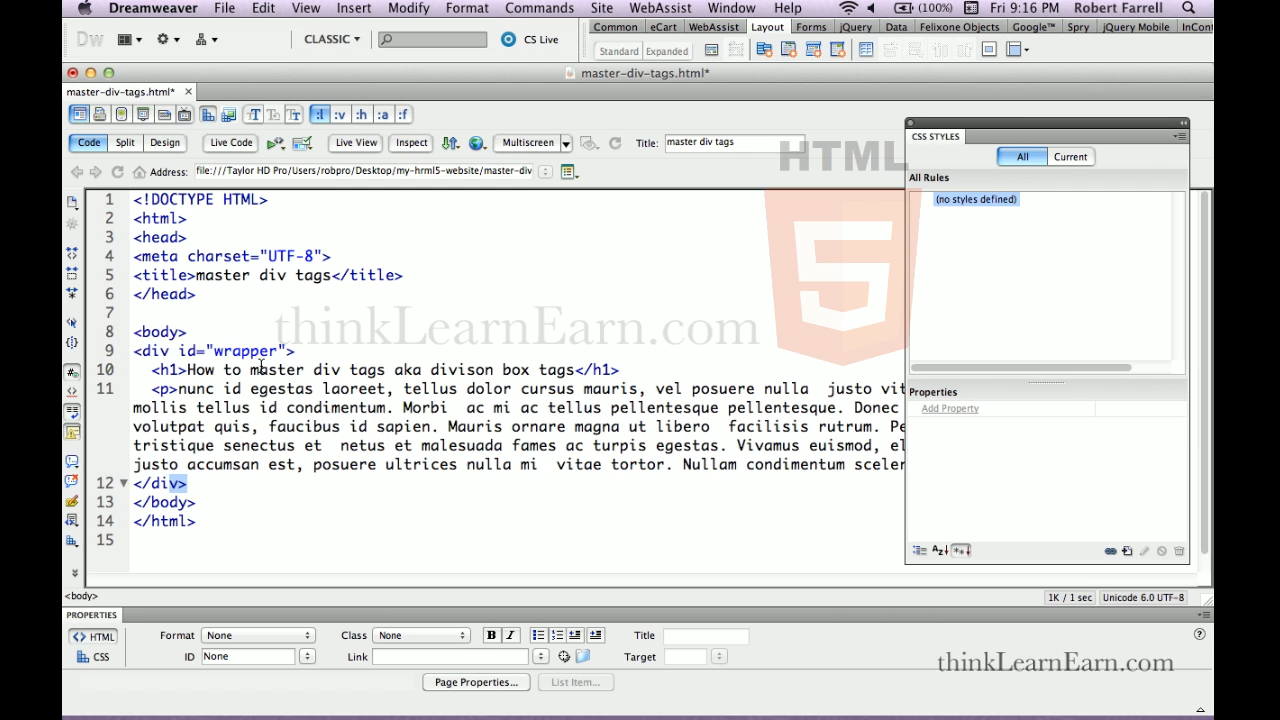 Dreamweaver File Edit View Insert Modify Format Commands Site WebAssist Window Help (100%) Fri 9:16 PM Robert Farrell
Dw CLASSIC CS Live
Common eCart WebAssist Layout Forms jQuery Data Felixone Objects Google™ Spry jQuery Mobile InCont
Standard Expanded
master-div-tags.html*
master-div-tags.html*
Code Split Design Live Code Live View Inspect Multiscreen Title: master div tags
Address: file:///Taylor HD Pro/Users/robpro/Desktop/my-hrml5-website/master-div
HTML
5
CSS STYLES
All Current
All Rules
(no styles defined)
Properties
Add Property
1 <!DOCTYPE HTML>
2 <html>
3 <head>
4 <meta charset="UTF-8">
5 <title>master div tags</title>
6 </head>
7
8 <body>
thinkLearnEarn.com
9 <div id="wrapper">
10 <h1>How to master div tags aka divison box tags</h1>
11 <p>nunc id egestas laoreet, tellus dolor cursus mauris, vel posuere nulla justo vit
mollis tellus id condimentum. Morbi ac mi ac tellus pellentesque pellentesque. Donec
volutpat quis, faucibus id sapien. Mauris ornare magna ut libero facilisis rutrum. Pe
tristique senectus et netus et malesuada fames ac turpis egestas. Vivamus euismod, el
justo accumsan est, posuere ultrices nulla mi vitae tortor. Nullam condimentum sceler
12 </div>
13 </body>
14 </html>
15
<body> 1K / 1 sec Unicode 6.0 UTF-8
PROPERTIES
<> HTML Format None Class None B I Title
CSS ID None Link Target
Page Properties... List Item...
thinkLearnEarn.com